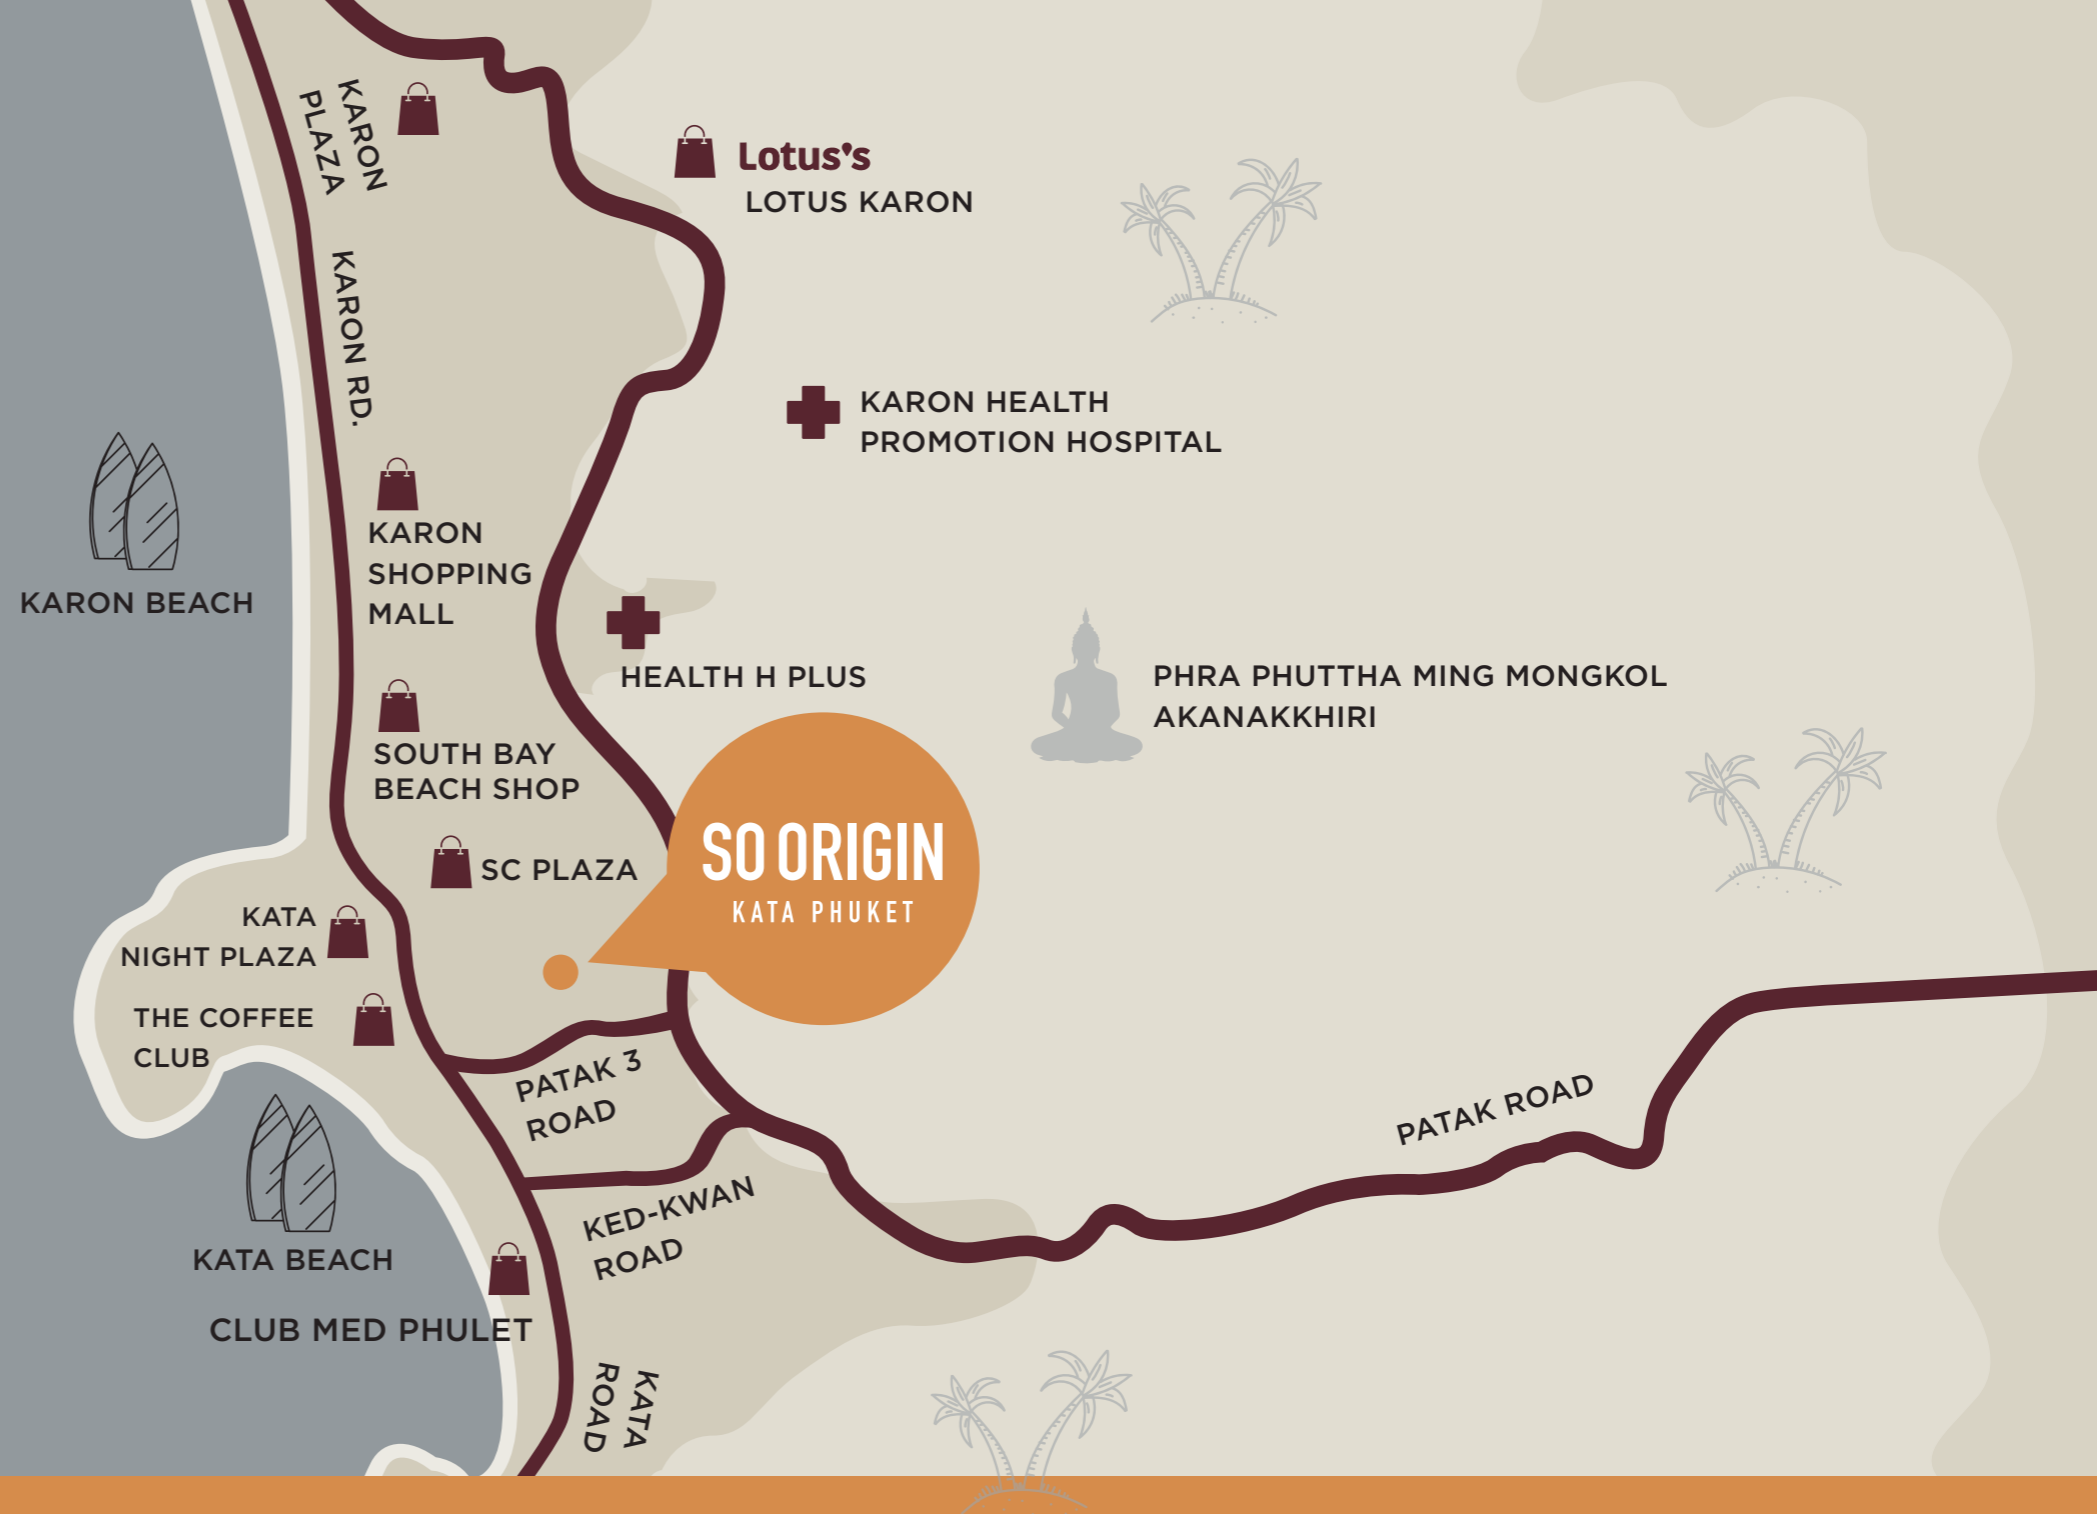 KARON
PLAZA
Lotus's
LOTUS KARON
KARON RD.
KARON HEALTH
PROMOTION HOSPITAL
KARON
SHOPPING
MALL
KARON BEACH
HEALTH H PLUS
PHRA PHUTTHA MING MONGKOL
AKANAKKHIRI
SOUTH BAY
BEACH SHOP
SC PLAZA
SO ORIGIN
KATA PHUKET
KATA
NIGHT PLAZA
THE COFFEE
CLUB
PATAK 3
ROAD
PATAK ROAD
KED-KWAN
ROAD
KATA BEACH
CLUB MED PHULET
KATA
ROAD